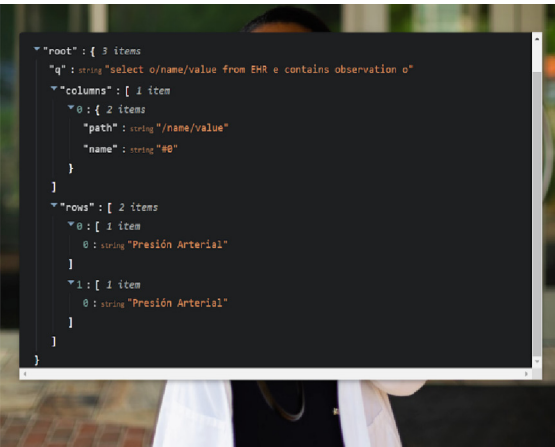 "root" : { 3 items
"q" : string "select o/name/value from EHR e contains observation o"
"columns" : [ 1 item
0 : { 2 items
"path" : string "/name/value"
"name" : string "#0"
}
]
"rows" : [ 2 items
0 : [ 1 item
0 : string "Presión Arterial"
]
1 : [ 1 item
0 : string "Presión Arterial"
]
]
}